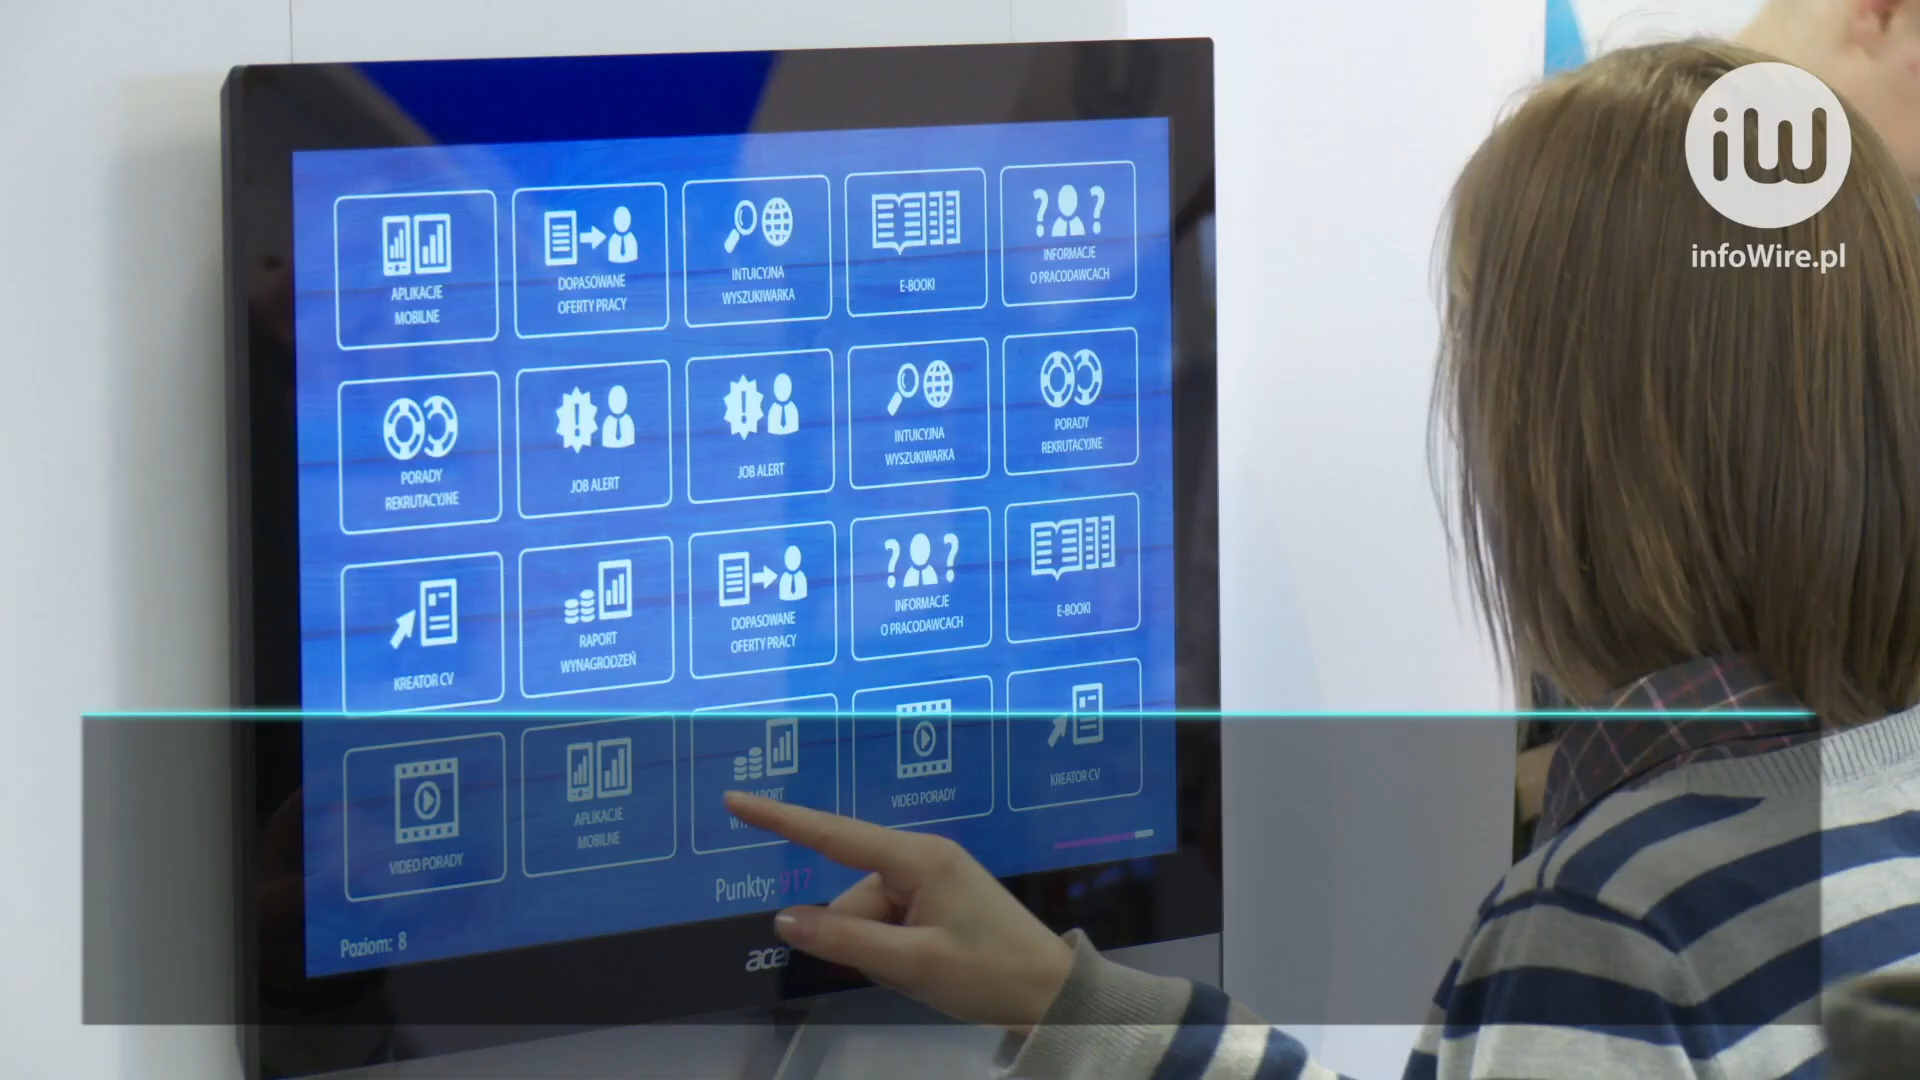 iW
infoWire.pl
APLIKACJE
MOBILNE
DOPASOWANE
OFERTY PRACY
INTUICYJNA
WYSZUKIWARKA
E-BOOKI
INFORMACJE
O PRACODAWCACH
PORADY
REKRUTACYJNE
JOB ALERT
JOB ALERT
INTUICYJNA
WYSZUKIWARKA
PORADY
REKRUTACYJNE
KREATOR CV
RAPORT
WYNAGRODZEŃ
DOPASOWANE
OFERTY PRACY
INFORMACJE
O PRACODAWCACH
E-BOOKI
VIDEO PORADY
APLIKACJE
MOBILNE
VIDEO PORADY
KREATOR CV
Punkty: 917
Poziom: 8
acer